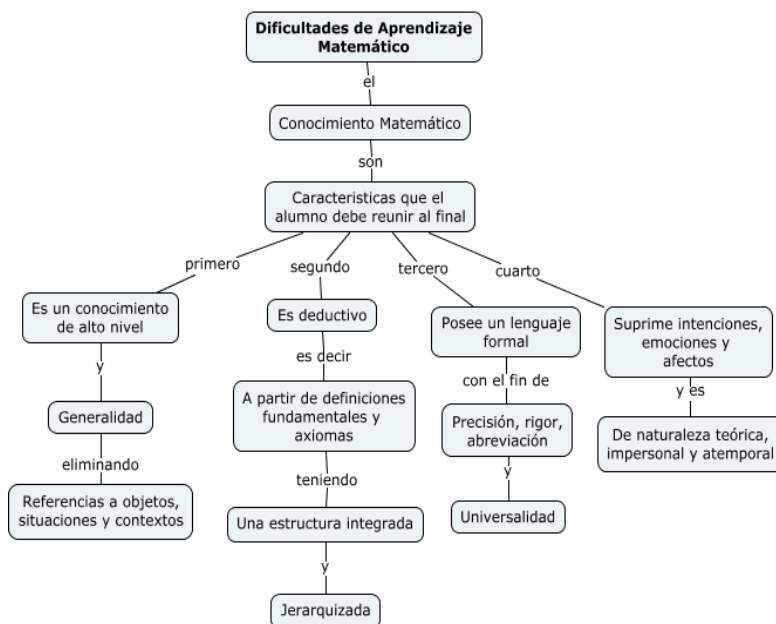 Dificultades de Aprendizaje
Matemático
el
Conocimiento Matemático
son
Caracteristicas que el
alumno debe reunir al final
primero
segundo
tercero
cuarto
Es un conocimiento
de alto nivel
y
Generalidad
eliminando
Referencias a objetos,
situaciones y contextos
Es deductivo
es decir
A partir de definiciones
fundamentales y
axiomas
teniendo
Una estructura integrada
y
Jerarquizada
Posee un lenguaje
formal
con el fin de
Precisión, rigor,
abreviación
y
Universalidad
Suprime intenciones,
emociones y
afectos
y es
De naturaleza teórica,
impersonal y atemporal